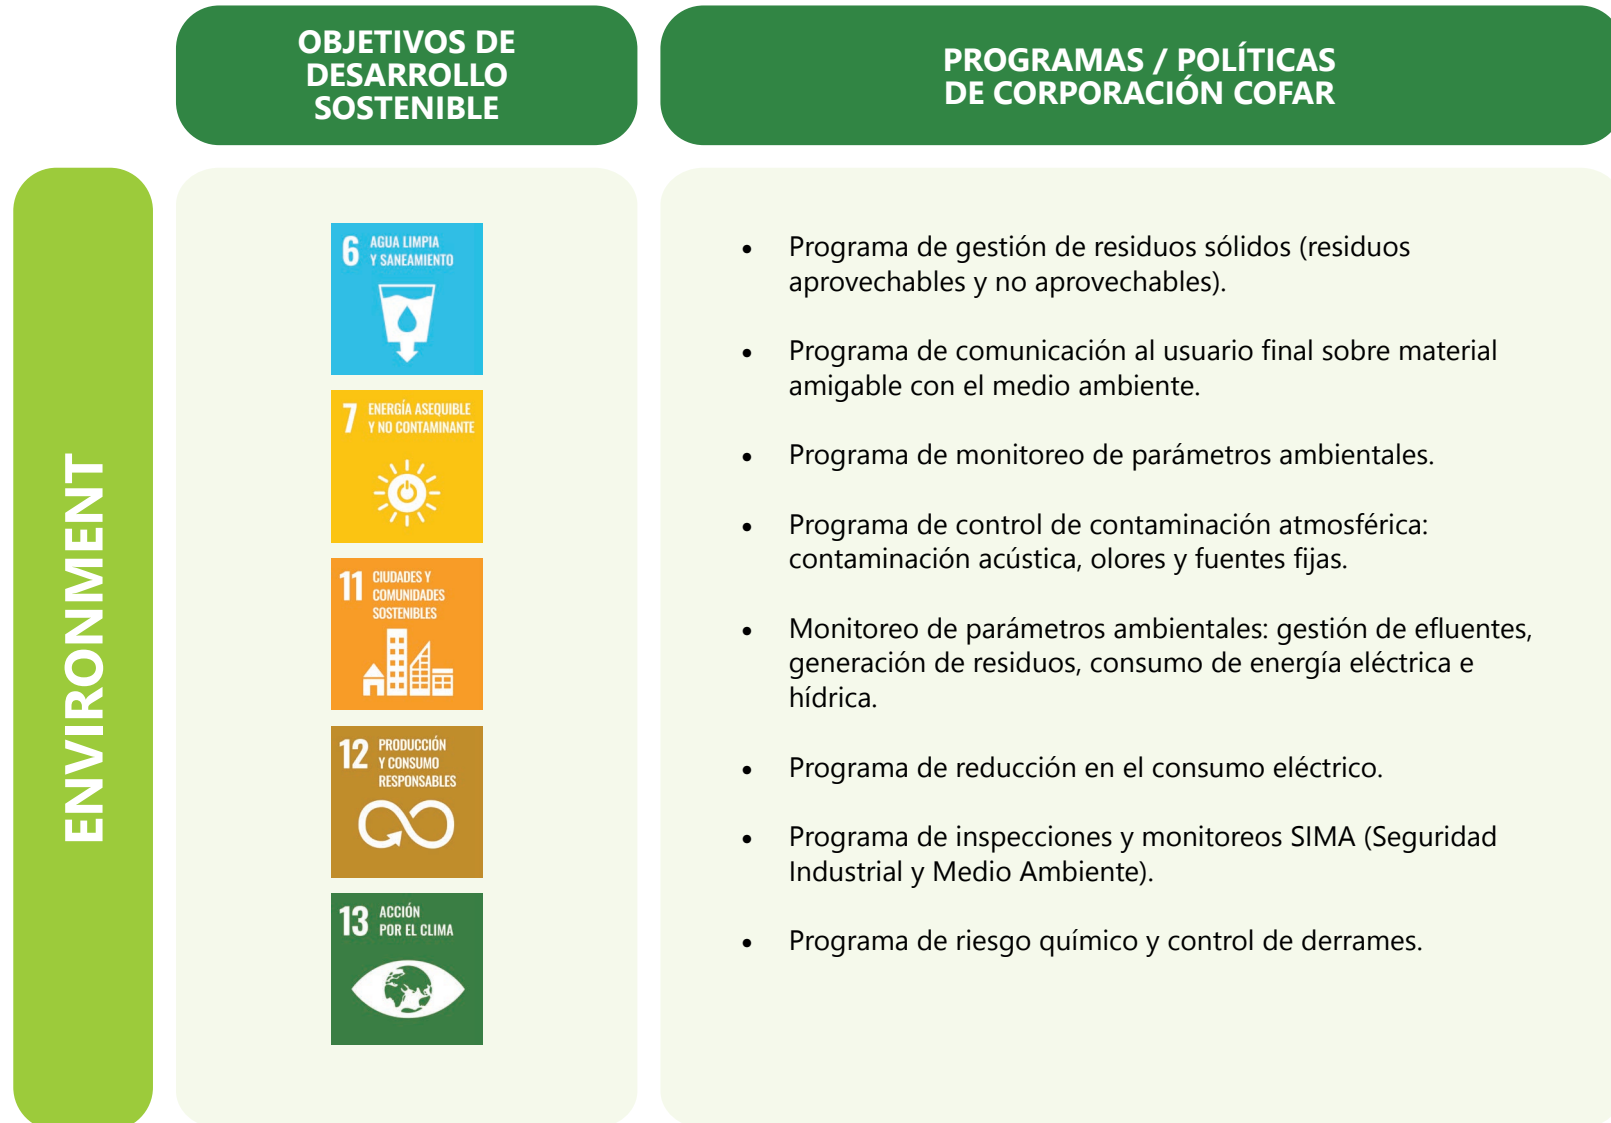 OBJETIVOS DE
DESARROLLO
SOSTENIBLE
PROGRAMAS / POLÍTICAS
DE CORPORACIÓN COFAR
ENVIRONMENT
6 AGUA LIMPIA
Y SANEAMIENTO
7 ENERGÍA ASEQUIBLE
Y NO CONTAMINANTE
11 CIUDADES Y
COMUNIDADES
SOSTENIBLES
12 PRODUCCIÓN
Y CONSUMO
RESPONSABLES
13 ACCIÓN
POR EL CLIMA
• Programa de gestión de residuos sólidos (residuos
aprovechables y no aprovechables).
• Programa de comunicación al usuario final sobre material
amigable con el medio ambiente.
• Programa de monitoreo de parámetros ambientales.
• Programa de control de contaminación atmosférica:
contaminación acústica, olores y fuentes fijas.
• Monitoreo de parámetros ambientales: gestión de efluentes,
generación de residuos, consumo de energía eléctrica e
hídrica.
• Programa de reducción en el consumo eléctrico.
• Programa de inspecciones y monitoreos SIMA (Seguridad
Industrial y Medio Ambiente).
• Programa de riesgo químico y control de derrames.